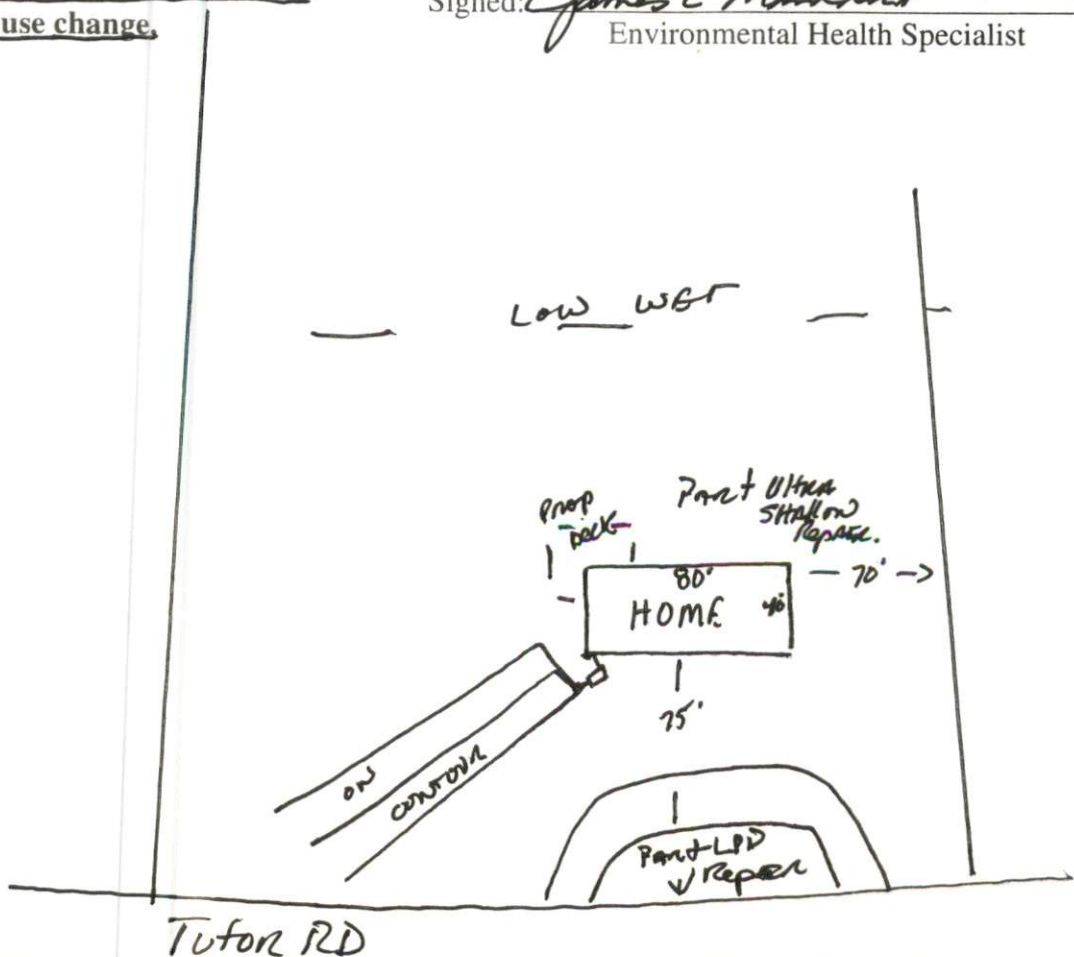 Signed: James E
use change,
Environmental Health Specialist
LOW WET
Prop
Deck
Part Ultra
SHAllow
Repair.
80'
— 70' —>
HOME
40'
75'
ON
CONTOUR
Part LPD
Repair
Tutor RD